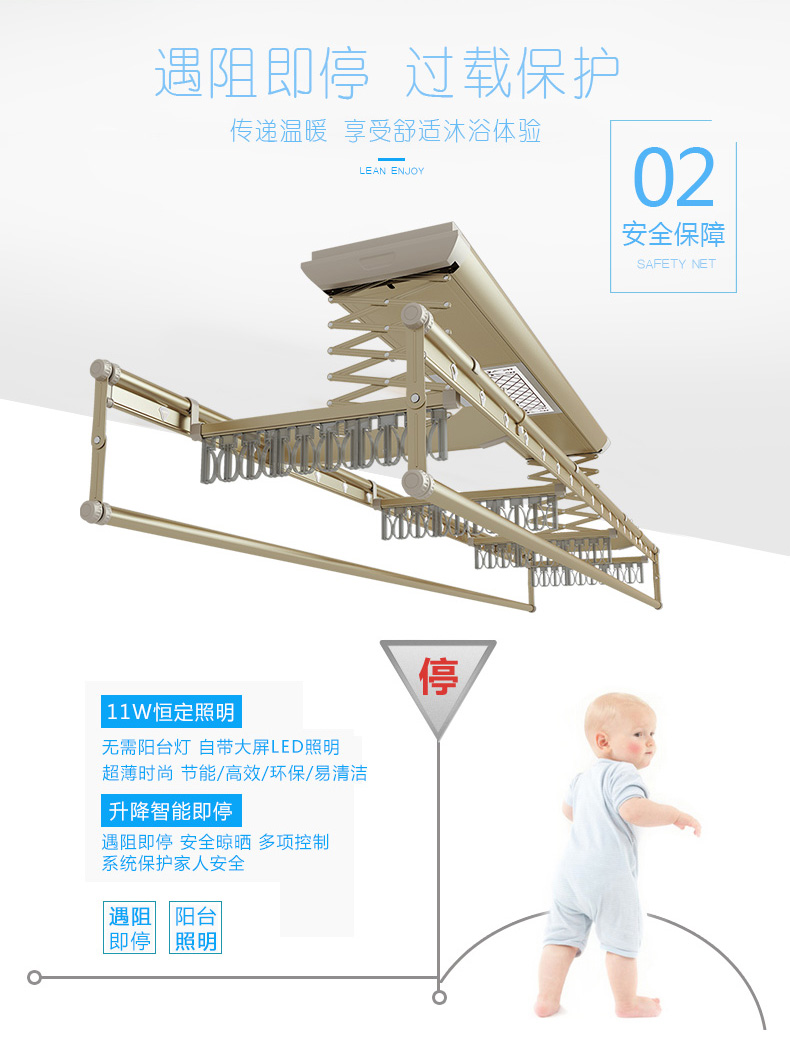 遇阻即停 过载保护
传递温暖 享受舒适沐浴体验
LEAN ENJOY
02
安全保障
SAFETY NET
停
11W恒定照明
无需阳台灯 自带大屏LED照明
超薄时尚 节能/高效/环保/易清洁
升降智能即停
遇阻即停 安全晾晒 多项控制
系统保护家人安全
遇阻
即停
阳台
照明